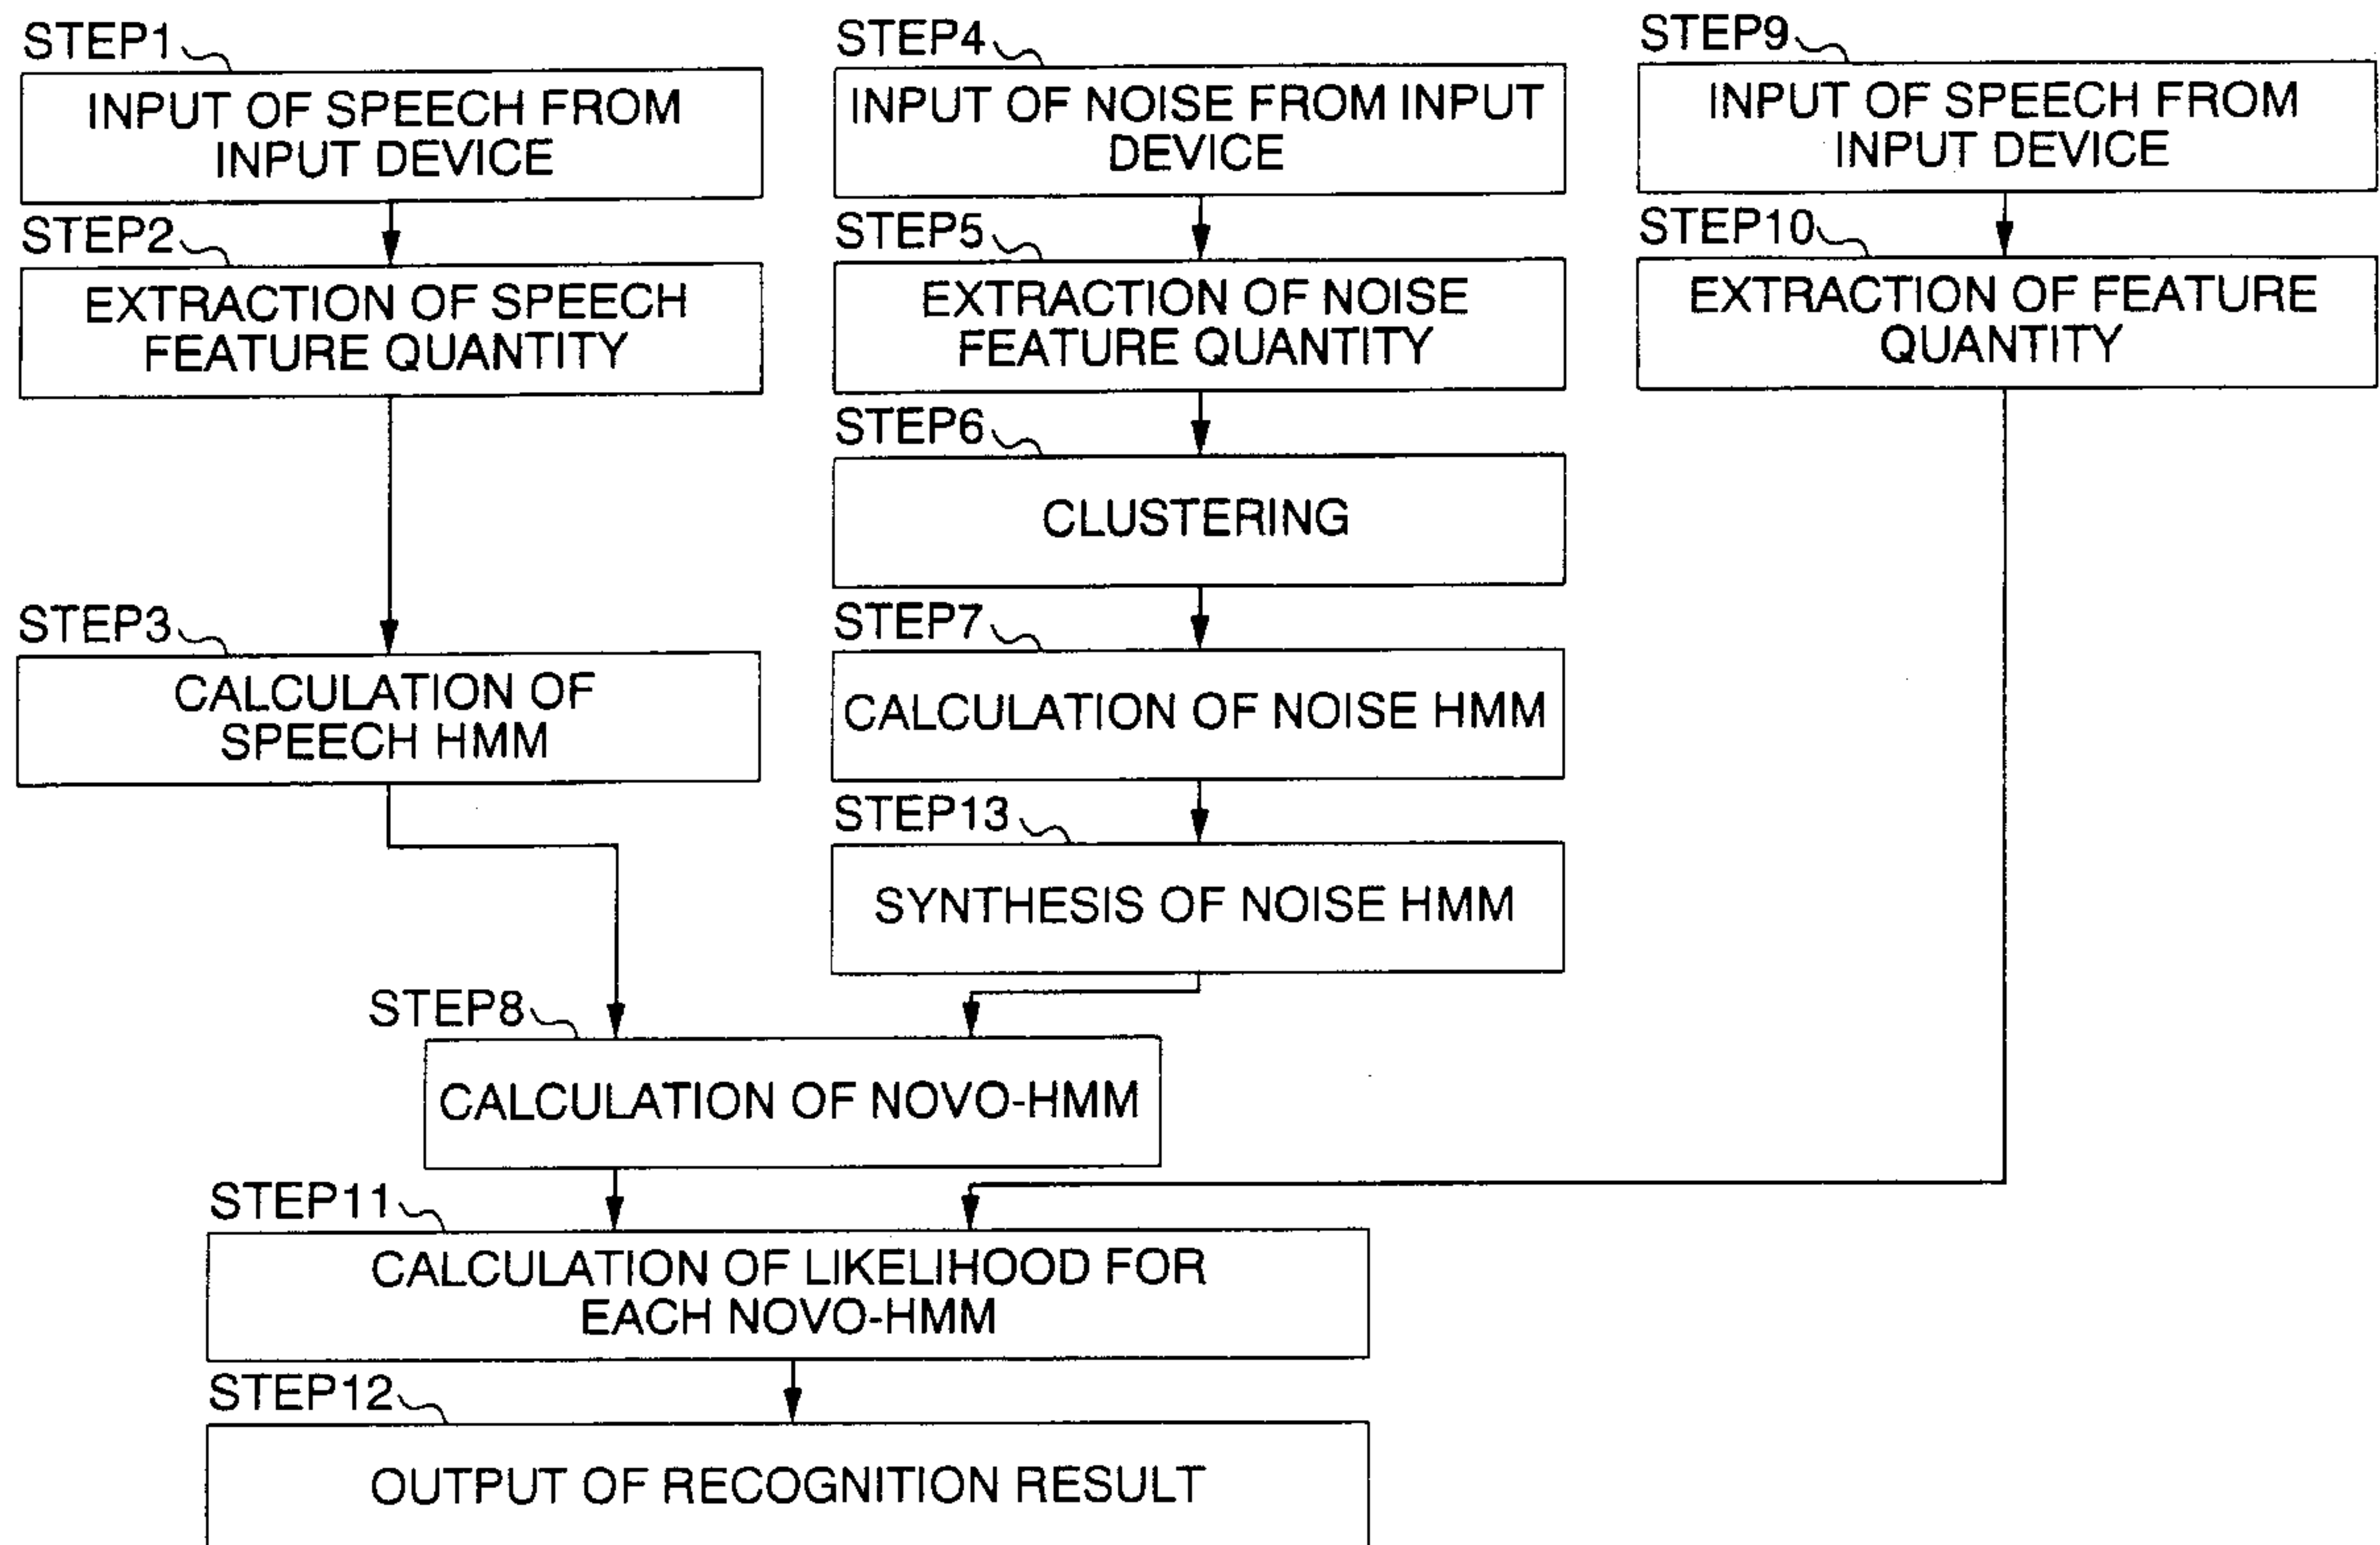 STEP1
INPUT OF SPEECH FROM
INPUT DEVICE
STEP2
EXTRACTION OF SPEECH
FEATURE QUANTITY
STEP3
CALCULATION OF
SPEECH HMM
STEP4
INPUT OF NOISE FROM INPUT
DEVICE
STEP5
EXTRACTION OF NOISE
FEATURE QUANTITY
STEP6
CLUSTERING
STEP7
CALCULATION OF NOISE HMM
STEP13
SYNTHESIS OF NOISE HMM
STEP9
INPUT OF SPEECH FROM
INPUT DEVICE
STEP10
EXTRACTION OF FEATURE
QUANTITY
STEP8
CALCULATION OF NOVO-HMM
STEP11
CALCULATION OF LIKELIHOOD FOR
EACH NOVO-HMM
STEP12
OUTPUT OF RECOGNITION RESULT